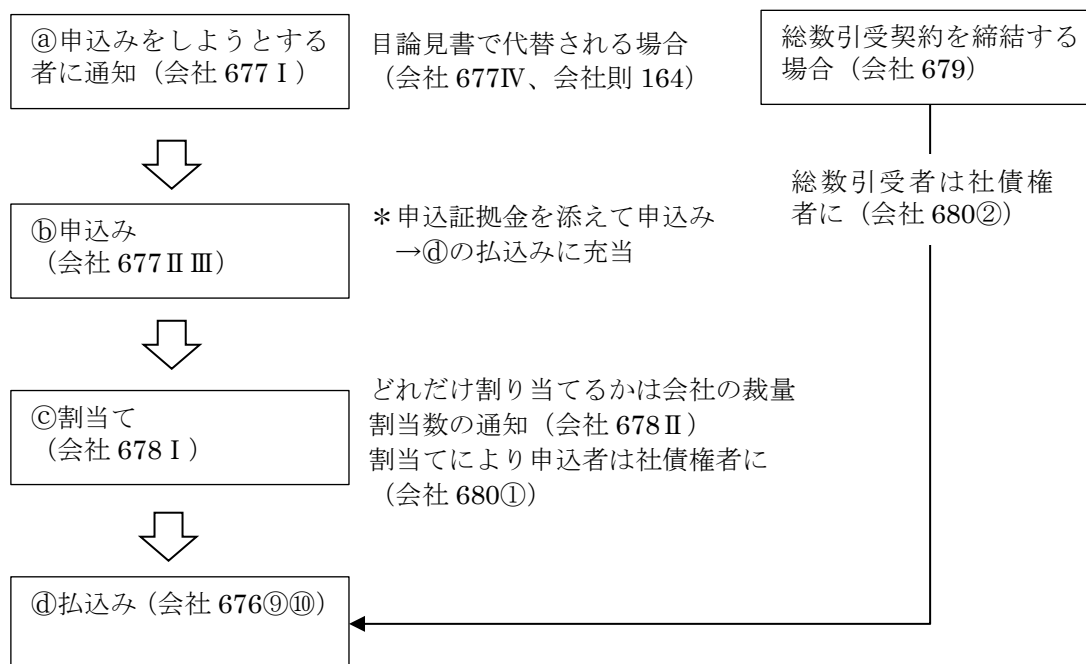 ⓐ申込みをしようとする
者に通知（会社 677Ⅰ）
目論見書で代替される場合
（会社 677Ⅳ、会社則 164）
総数引受契約を締結する
場合（会社 679）
総数引受者は社債権
者に（会社 680②）
ⓑ申込み
（会社 677ⅡⅢ）
＊申込証拠金を添えて申込み
→ⓓの払込みに充当
ⓒ割当て
（会社 678Ⅰ）
どれだけ割り当てるかは会社の裁量
割当数の通知（会社 678Ⅱ）
割当てにより申込者は社債権者に
（会社 680①）
ⓓ払込み（会社 676⑨⑩）